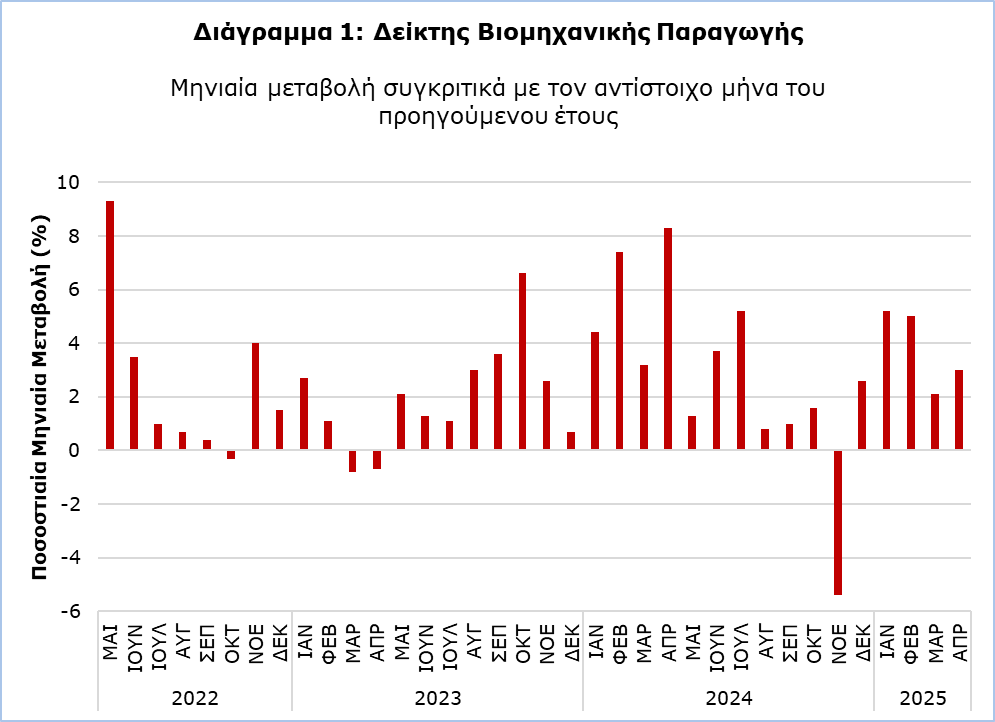 Διάγραμμα 1: Δείκτης Βιομηχανικής Παραγωγής
Μηνιαία μεταβολή συγκριτικά με τον αντίστοιχο μήνα του
προηγούμενου έτους
Ποσοστιαία Μηνιαία Μεταβολή (%)
10
8
6
4
2
0
-2
-4
-6
ΜΑΙ
ΙΟΥΝ
ΙΟΥΛ
ΑΥΓ
ΣΕΠ
ΟΚΤ
ΝΟΕ
ΔΕΚ
ΙΑΝ
ΦΕΒ
ΜΑΡ
ΑΠΡ
ΜΑΙ
ΙΟΥΝ
ΙΟΥΛ
ΑΥΓ
ΣΕΠ
ΟΚΤ
ΝΟΕ
ΔΕΚ
ΙΑΝ
ΦΕΒ
ΜΑΡ
ΑΠΡ
ΜΑΙ
ΙΟΥΝ
ΙΟΥΛ
ΑΥΓ
ΣΕΠ
ΟΚΤ
ΝΟΕ
ΔΕΚ
ΙΑΝ
ΦΕΒ
ΜΑΡ
ΑΠΡ
2022
2023
2024
2025